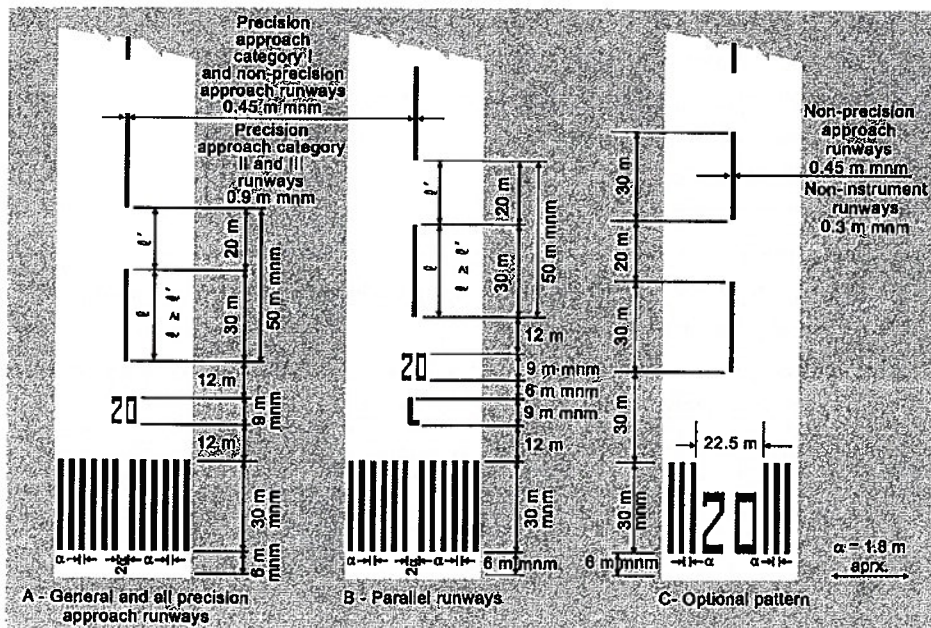 Precision
approach
category I
and non-precision
approach runways
0.45 m mnm
Precision
approach category
II and III
runways
0.9 m mnm
ℓ'
20 m
ℓ
ℓ ≥ ℓ'
30 m
50 m mnm
12 m
20
9 m
mnm
12 m
30 m
mnm
α
2α
α
6 m
mnm
A - General and all precision
approach runways
ℓ'
20 m
ℓ
ℓ ≥ ℓ'
30 m
50 m mnm
12 m
20
9 m mnm
6 m mnm
L
9 m mnm
12 m
30 m
mnm
α
2α
α
6 m mnm
B - Parallel runways
Non-precision
approach
runways
0.45 m mnm
Non-instrument
runways
0.3 m mnm
30 m
20 m
30 m
30 m
22.5 m
30 m
20
α
α
6 m mnm
α = 1.8 m
aprx.
C- Optional pattern